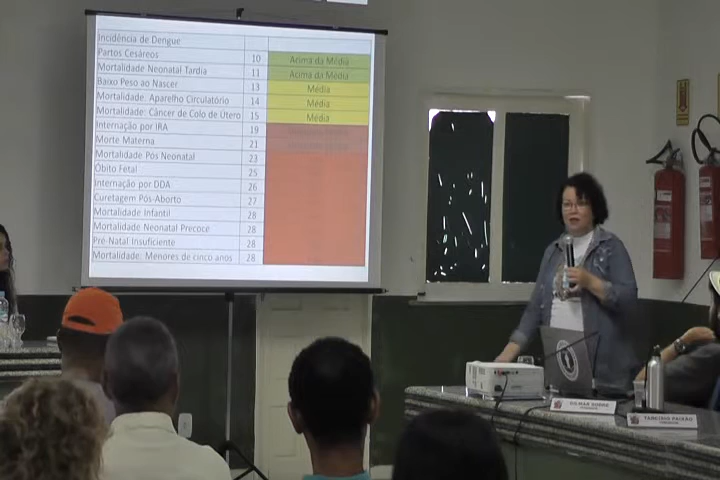 Incidência de Dengue
Partos Cesáreos 10 Acima da Média
Mortalidade Neonatal Tardia 11 Acima da Média
Baixo Peso ao Nascer 13 Média
Mortalidade: Aparelho Circulatório 14 Média
Mortalidade: Câncer de Colo de Útero 15 Média
Internação por IRA 19
Morte Materna 21
Mortalidade Pós Neonatal 23
Óbito Fetal 25
Internação por DDA 26
Curetagem Pós-Aborto 27
Mortalidade Infantil 28
Mortalidade Neonatal Precoce 28
Pré-Natal Insuficiente 28
Mortalidade: Menores de cinco anos 28
TARCÍSIO PAIXÃO